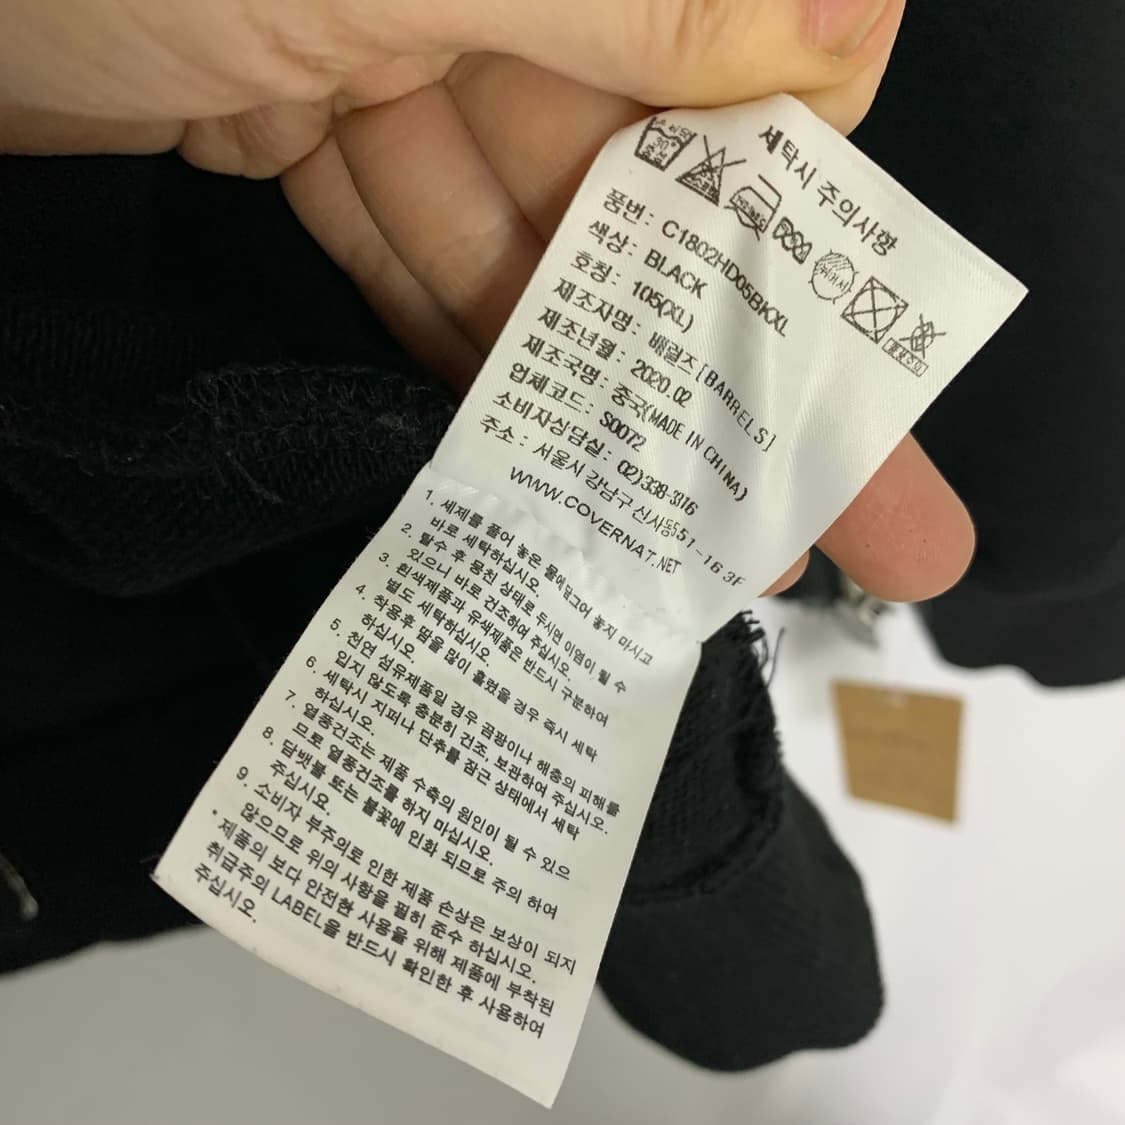 세탁시 주의사항
30°
중성
품번: C1802HD05BKXL
색상: BLACK
호칭: 105(XL)
제조자명: 배럴즈[BARRELS]
제조년월: 2020.02
제조국명: 중국(MADE IN CHINA)
업체코드: S0072
소비자상담실: 02)338-3316
주소: 서울시 강남구 신사동551-16 3F
WWW.COVERNAT.NET
1. 세제를 풀어 놓은 물에 담그어 놓지 마시고
바로 세탁하십시오.
2. 탈수 후 뭉친 상태로 두시면 이염이 될 수
있으니 바로 건조하여 주십시오.
3. 흰색제품과 유색제품은 반드시 구분하여
별도 세탁하십시오.
4. 착용후 땀을 많이 흘렸을 경우 즉시 세탁
하십시오.
5. 천연 섬유제품일 경우 곰팡이나 해충의 피해를
입지 않도록 충분히 건조, 보관하여 주십시오.
6. 세탁시 지퍼나 단추를 잠근 상태에서 세탁
하십시오.
7. 열풍건조는 제품 수축의 원인이 될 수 있으
므로 열풍건조를 하지 마십시오.
8. 담뱃불 또는 불꽃에 인화 되므로 주의 하여
주십시요.
9. 소비자 부주의로 인한 제품 손상은 보상이 되지
않으므로 위의 사항을 필히 준수 하십시오.
• 제품의 보다 안전한 사용을 위해 제품에 부착된
취급주의 LABEL을 반드시 확인한 후 사용하여
주십시오.